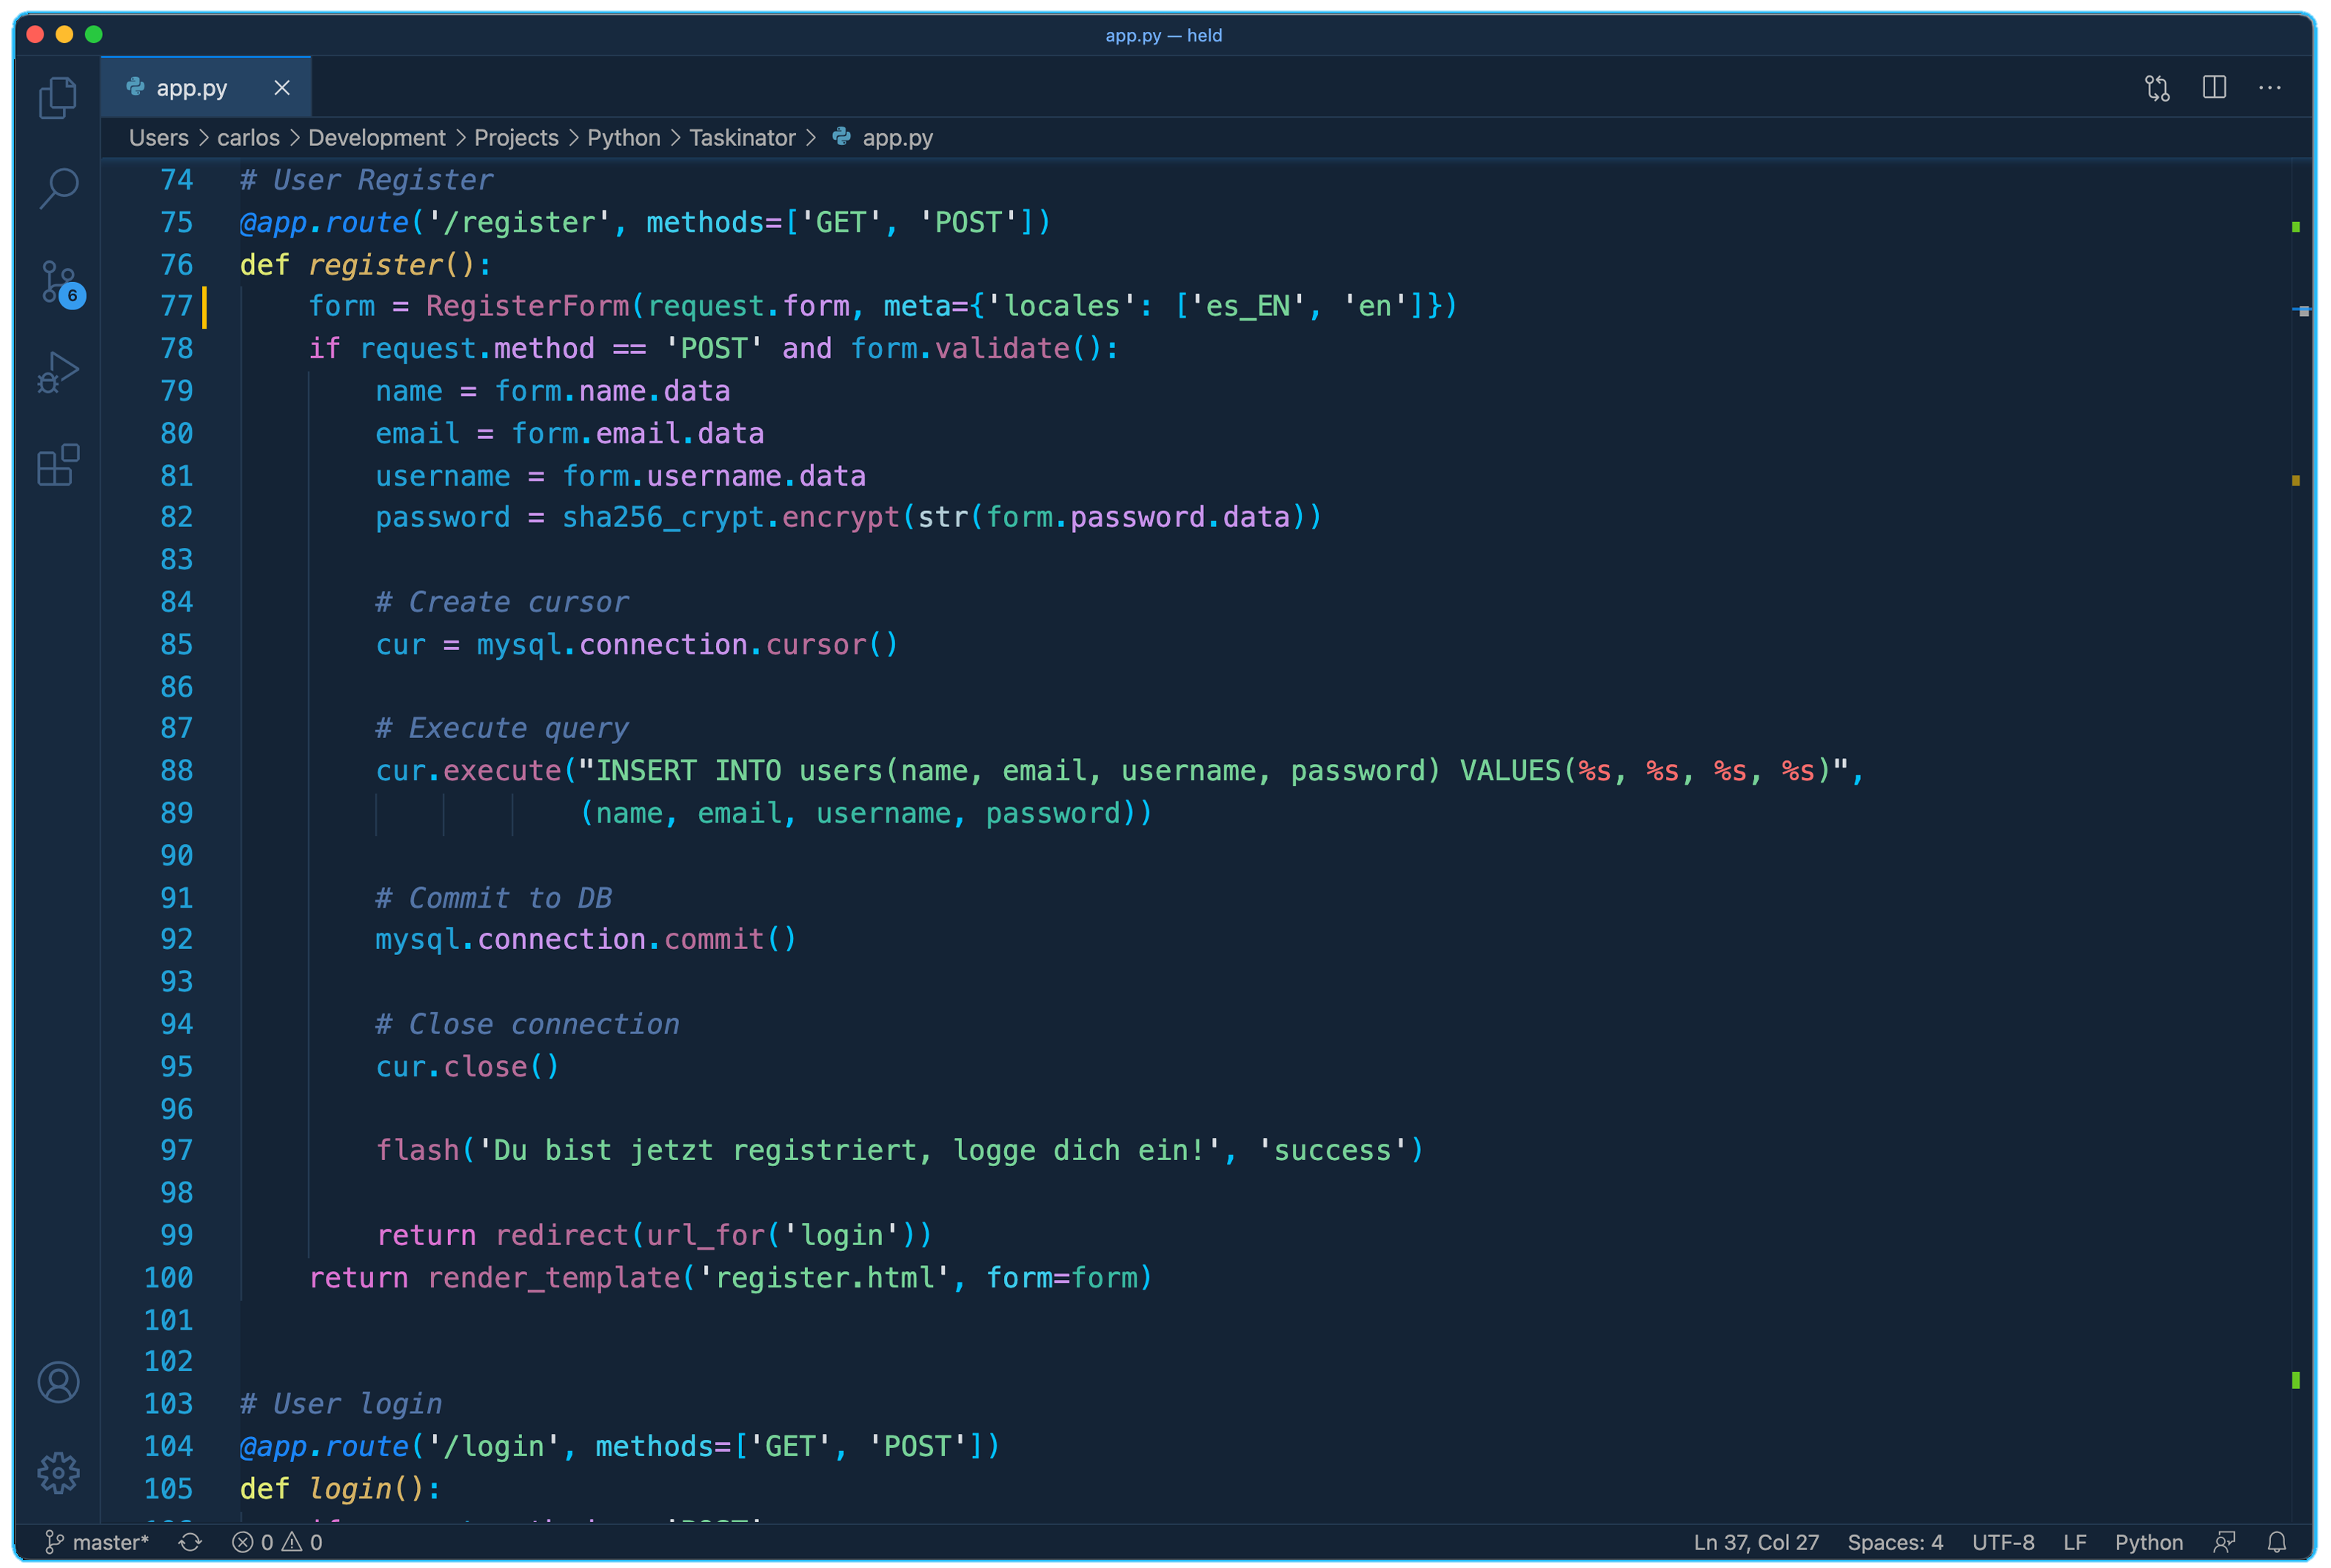 app.py — held
app.py
Users > carlos > Development > Projects > Python > Taskinator > app.py
74 # User Register
75 @app.route('/register', methods=['GET', 'POST'])
76 def register():
77     form = RegisterForm(request.form, meta={'locales': ['es_EN', 'en']})
78     if request.method == 'POST' and form.validate():
79         name = form.name.data
80         email = form.email.data
81         username = form.username.data
82         password = sha256_crypt.encrypt(str(form.password.data))
83
84         # Create cursor
85         cur = mysql.connection.cursor()
86
87         # Execute query
88         cur.execute("INSERT INTO users(name, email, username, password) VALUES(%s, %s, %s, %s)",
89                     (name, email, username, password))
90
91         # Commit to DB
92         mysql.connection.commit()
93
94         # Close connection
95         cur.close()
96
97         flash('Du bist jetzt registriert, logge dich ein!', 'success')
98
99         return redirect(url_for('login'))
100     return render_template('register.html', form=form)
101
102
103 # User login
104 @app.route('/login', methods=['GET', 'POST'])
105 def login():
6
master* 0 0 Ln 37, Col 27 Spaces: 4 UTF-8 LF Python